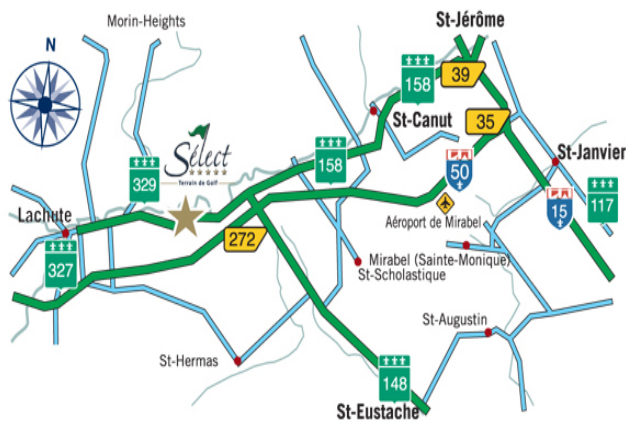 Morin-Heights
St-Jérôme
N
39
158
35
St-Canut
Sélect
Terrain de Golf
158
50
St-Janvier
329
15
117
Lachute
Aéroport de Mirabel
272
327
Mirabel (Sainte-Monique)
St-Scholastique
St-Augustin
St-Hermas
148
St-Eustache